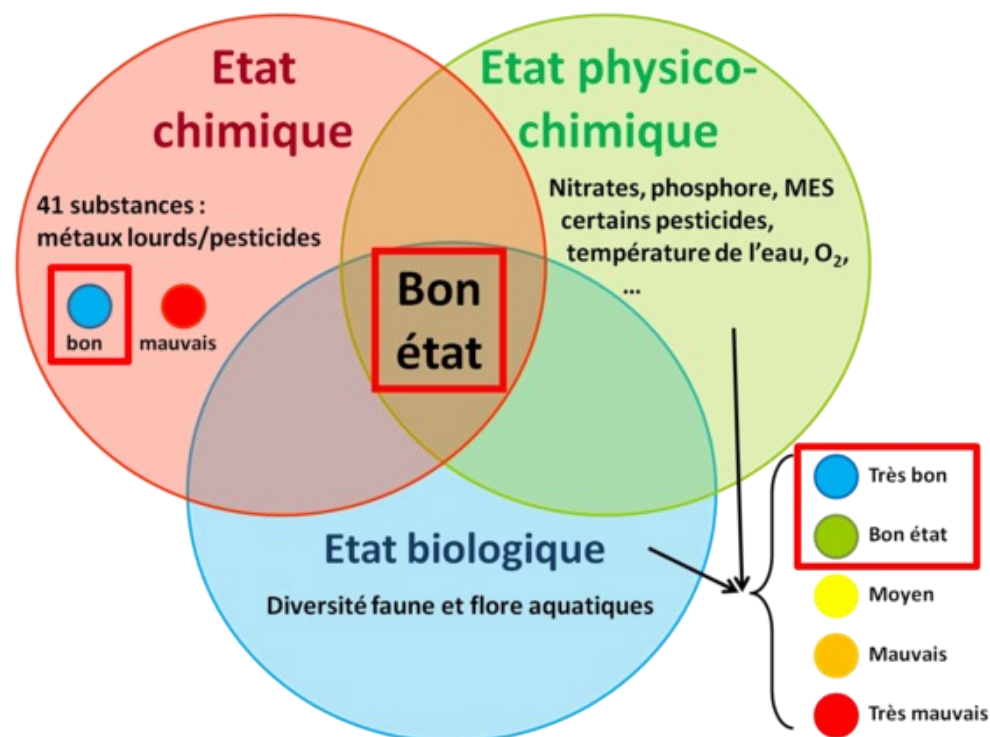 Etat
chimique
41 substances :
métaux lourds/pesticides
bon
mauvais
Etat physico-
chimique
Nitrates, phosphore, MES
certains pesticides,
température de l'eau, O₂,
...
Bon
état
Etat biologique
Diversité faune et flore aquatiques
Très bon
Bon état
Moyen
Mauvais
Très mauvais